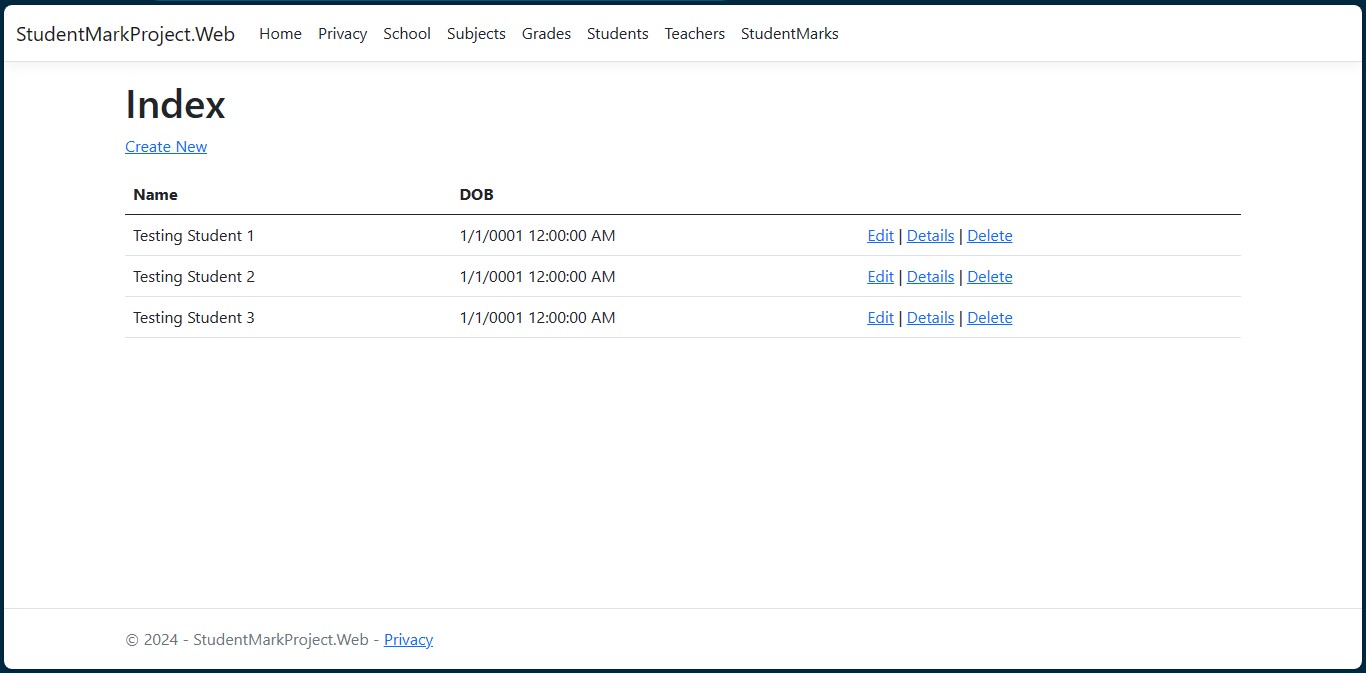 StudentMarkProject.Web Home Privacy School Subjects Grades Students Teachers StudentMarks
Index
Create New
Name DOB
Testing Student 1 1/1/0001 12:00:00 AM Edit | Details | Delete
Testing Student 2 1/1/0001 12:00:00 AM Edit | Details | Delete
Testing Student 3 1/1/0001 12:00:00 AM Edit | Details | Delete
© 2024 - StudentMarkProject.Web - Privacy